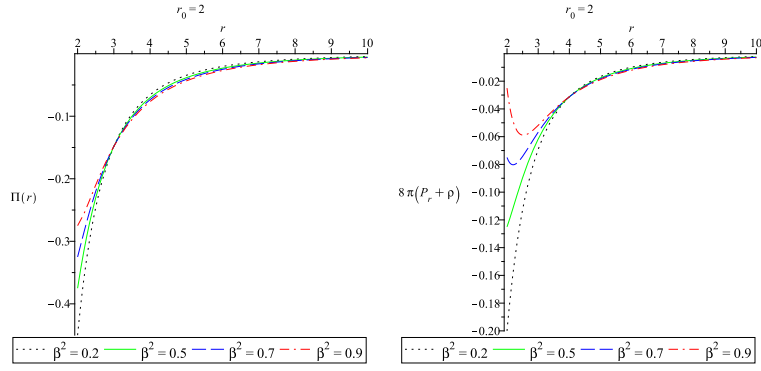 r₀ = 2
r
2 3 4 5 6 7 8 9 10
−0.1
−0.2
Π(r)
−0.3
−0.4
β² = 0.2 β² = 0.5 β² = 0.7 β² = 0.9
r₀ = 2
r
2 3 4 5 6 7 8 9 10
−0.02
−0.04
−0.06
−0.08
8 π(Pᵣ + ρ)
−0.10
−0.12
−0.14
−0.16
−0.18
−0.20
β² = 0.2 β² = 0.5 β² = 0.7 β² = 0.9